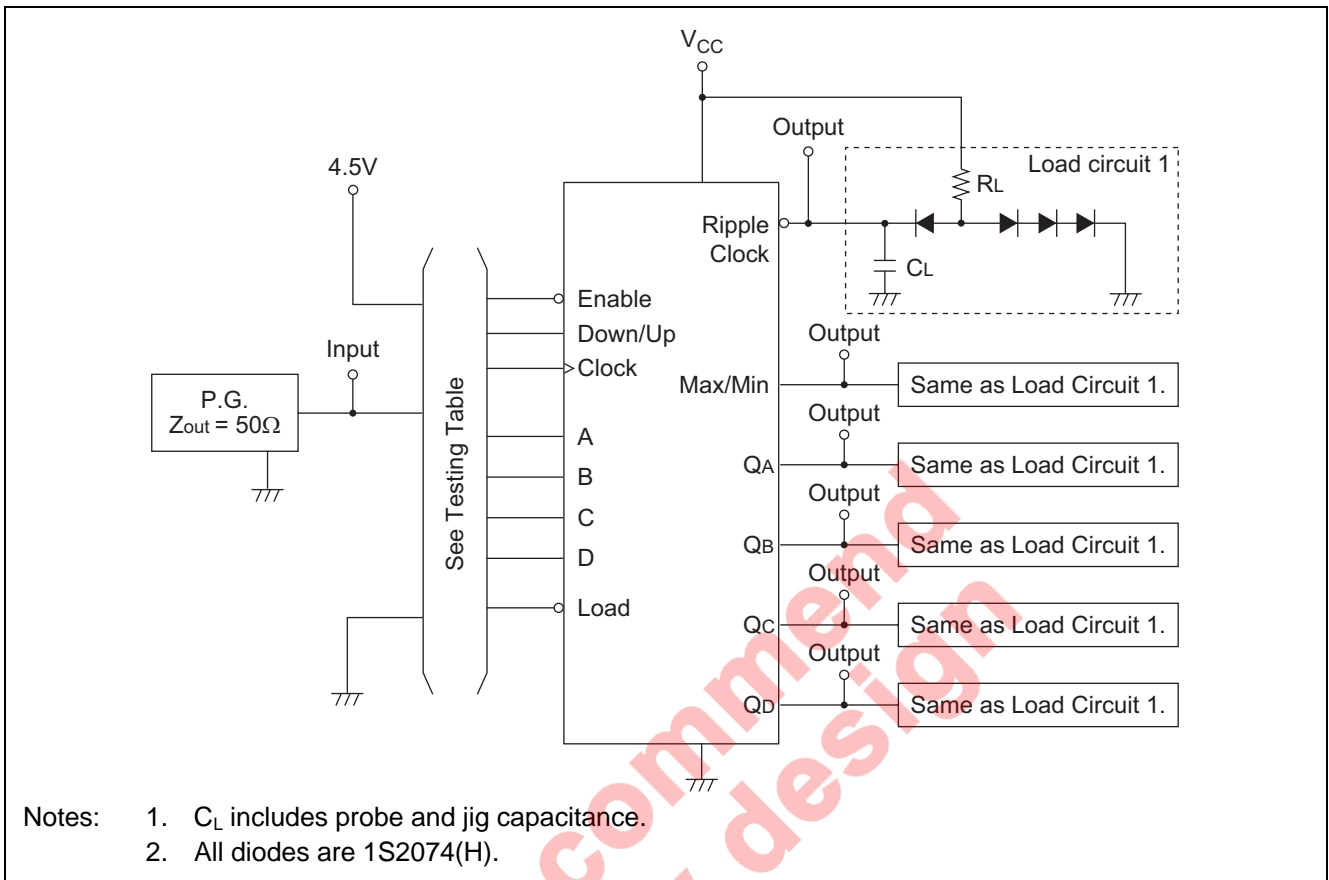 VCC
Output
4.5V
Load circuit 1
RL
Ripple
Clock
CL
Enable
Down/Up
Clock
Input
P.G.
Zout = 50Ω
See Testing Table
A
B
C
D
Load
Output
Max/Min
Same as Load Circuit 1.
Output
QA
Same as Load Circuit 1.
Output
QB
Same as Load Circuit 1.
Output
QC
Same as Load Circuit 1.
Output
QD
Same as Load Circuit 1.
Notes: 1. CL includes probe and jig capacitance.
2. All diodes are 1S2074(H).
commend
design